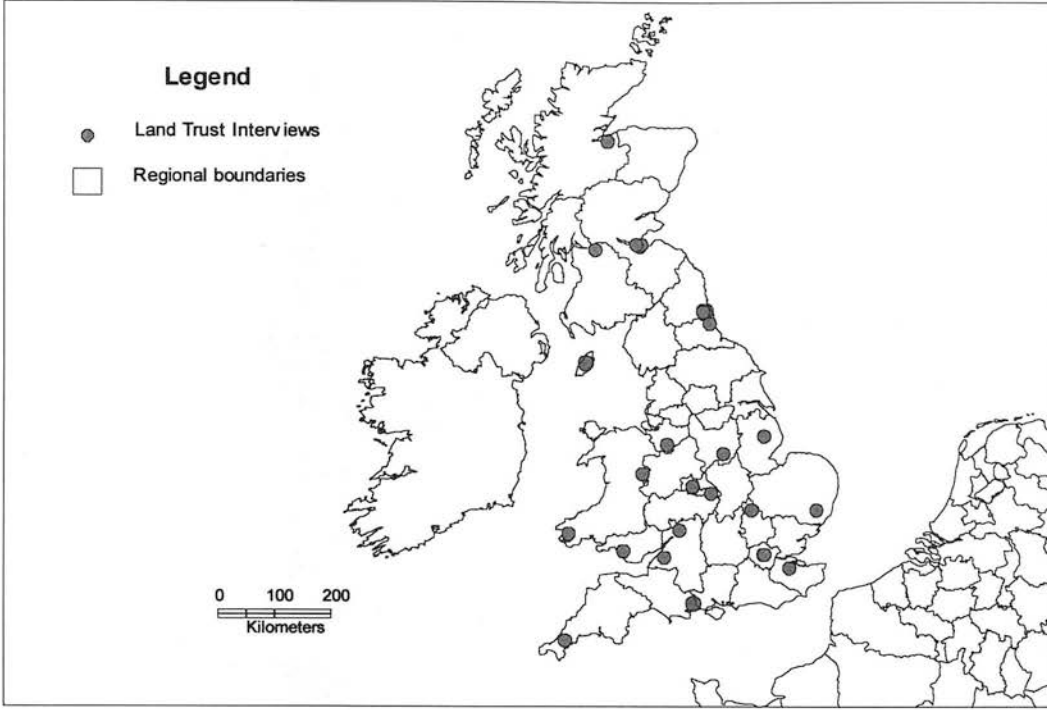 Legend
Land Trust Interviews
Regional boundaries
0 100 200
Kilometers